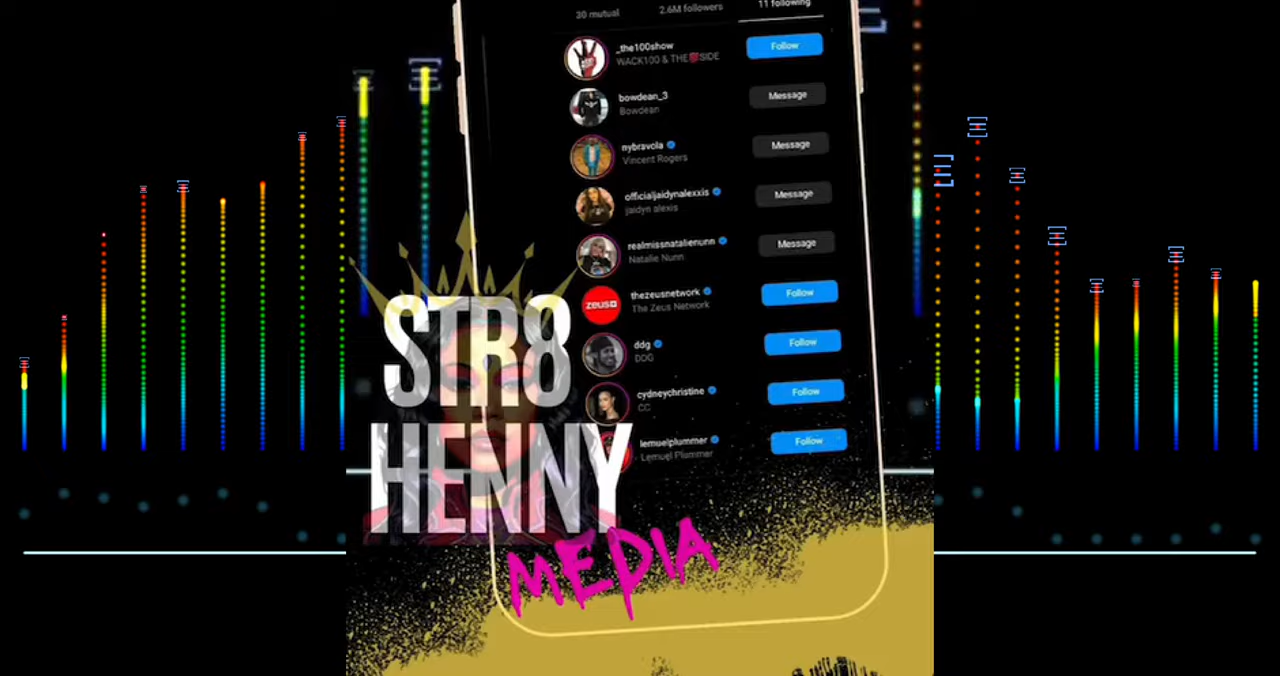 30 mutual
2.6M followers
11 following
_the100show
WACK100 & THE SIDE
Follow
bowdean_3
Bowdean
Message
nybravola
Vincent Rogers
Message
officialjaidynalexxis
jaidyn alexis
Message
realmissnatalienunn
Natalie Nunn
Message
zeus
thezeusnetwork
The Zeus Network
Follow
ddg
DDG
Follow
cydneychristine
CC
Follow
lemuelplummer
Lemuel Plummer
Follow
STR8
HENNY
MEDIA